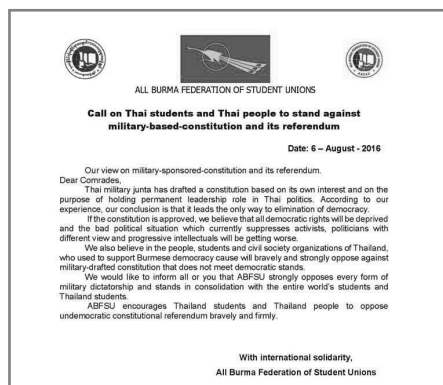 ALL BURMA FEDERATION OF STUDENT UNIONS
Call on Thai students and Thai people to stand against
military-based-constitution and its referendum
Date: 6 – August - 2016
Our view on military-sponsored-constitution and its referendum.
Dear Comrades,
Thai military junta has drafted a constitution based on its own interest and on the
purpose of holding permanent leadership role in Thai politics. According to our
experience, our conclusion is that it leads the only way to elimination of democracy.
If the constitution is approved, we believe that all democratic rights will be deprived
and the bad political situation which currently suppresses activists, politicians with
different view and progressive intellectuals will be getting worse.
We also believe in the people, students and civil society organizations of Thailand,
who used to support Burmese democracy cause will bravely and strongly oppose against
military-drafted constitution that does not meet democratic stands.
We would like to inform all or you that ABFSU strongly opposes every form of
military dictatorship and stands in consolidation with the entire world's students and
Thailand students.
ABFSU encourages Thailand students and Thailand people to oppose
undemocratic constitutional referendum bravely and firmly.
With international solidarity,
All Burma Federation of Student Unions